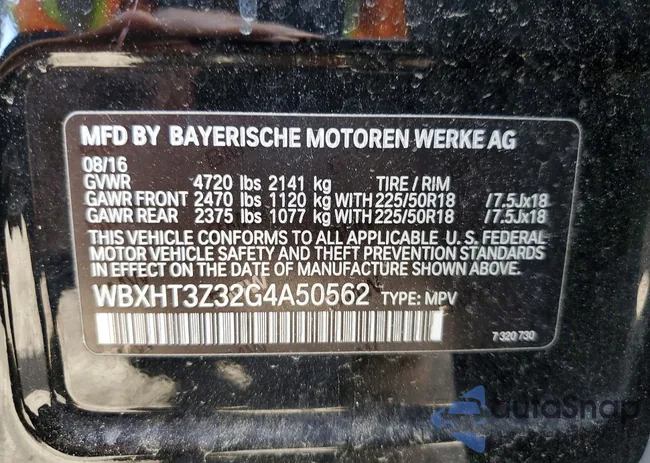 MFD BY BAYERISCHE MOTOREN WERKE AG
08/16
GVWR 4720 lbs 2141 kg TIRE / RIM
GAWR FRONT 2470 lbs 1120 kg WITH 225/50R18 /7.5Jx18
GAWR REAR 2375 lbs 1077 kg WITH 225/50R18 /7.5Jx18
THIS VEHICLE CONFORMS TO ALL APPLICABLE U.S. FEDERAL
MOTOR VEHICLE SAFETY AND THEFT PREVENTION STANDARDS
IN EFFECT ON THE DATE OF MANUFACTURE SHOWN ABOVE.
WBXHT3Z32G4A50562 TYPE: MPV
7 320 730
AutoSnap